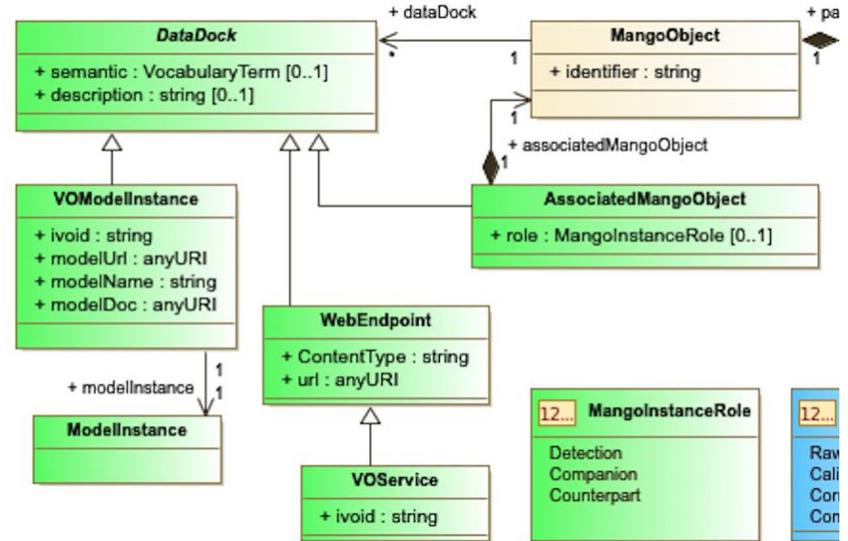 + dataDock
+ pa
DataDock
+ semantic : VocabularyTerm [0..1]
+ description : string [0..1]
*
1
MangoObject
+ identifier : string
1
1
+ associatedMangoObject
1
VOModelInstance
+ ivoid : string
+ modelUrl : anyURI
+ modelName : string
+ modelDoc : anyURI
AssociatedMangoObject
+ role : MangoInstanceRole [0..1]
WebEndpoint
+ ContentType : string
+ url : anyURI
+ modelInstance
1
1
ModelInstance
VOService
+ ivoid : string
12... MangoInstanceRole
Detection
Companion
Counterpart
12...
Raw
Cali
Con